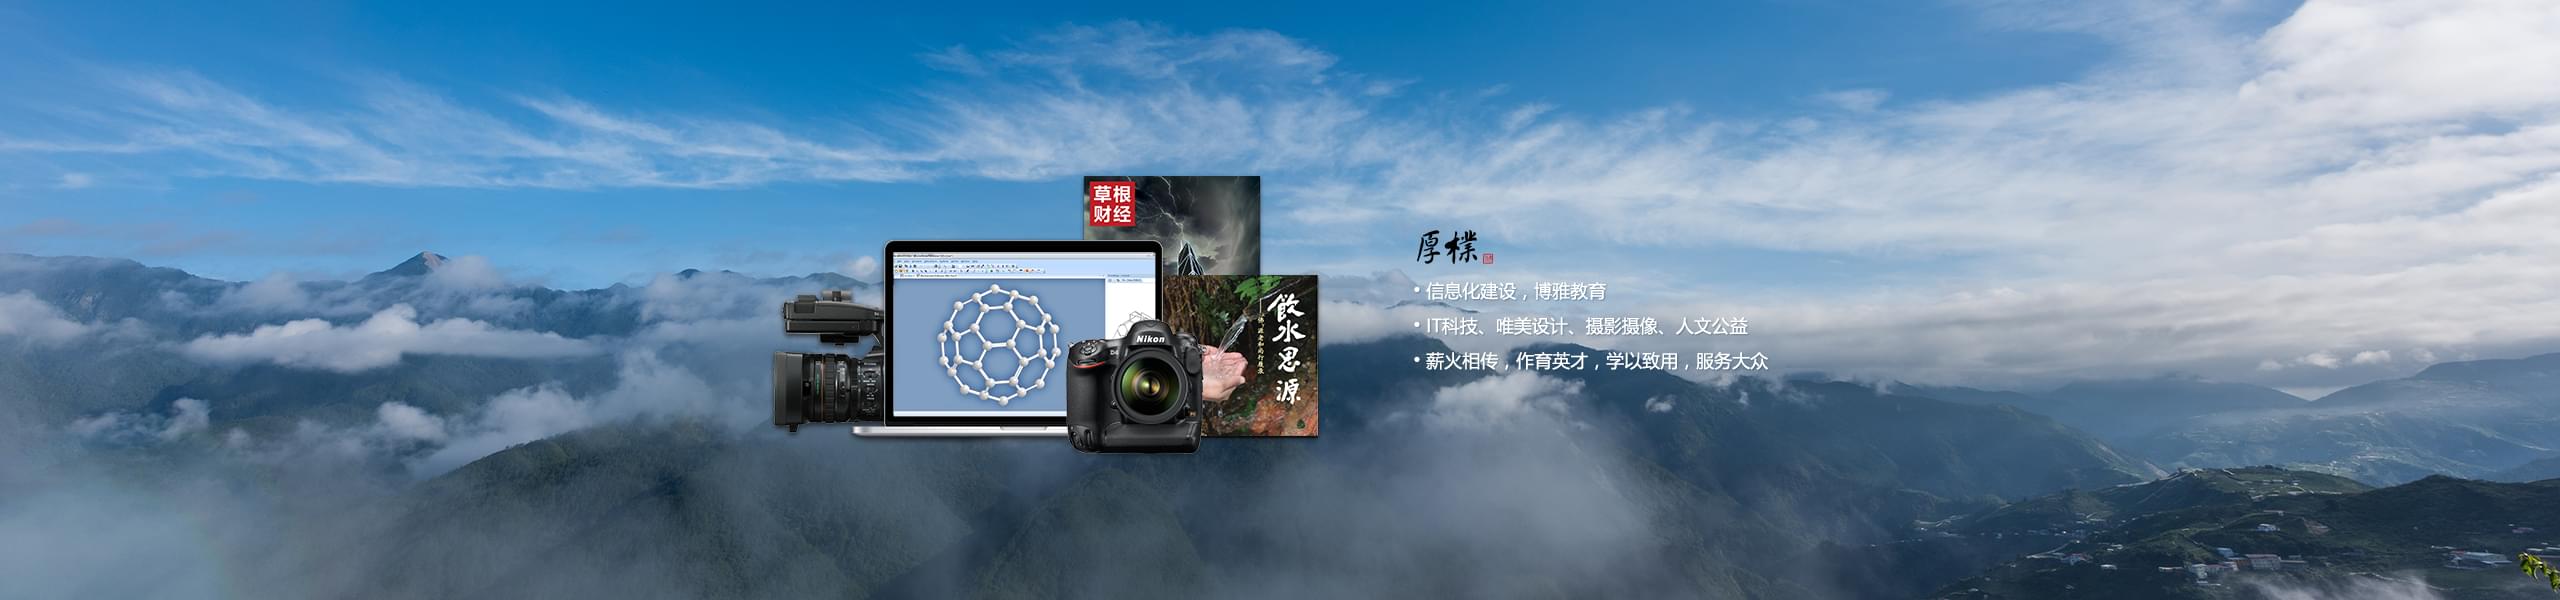 草根
财经
Nikon
飲水思源
厚樸
• 信息化建设，博雅教育
• IT科技、唯美设计、摄影摄像、人文公益
• 薪火相传，作育英才，学以致用，服务大众